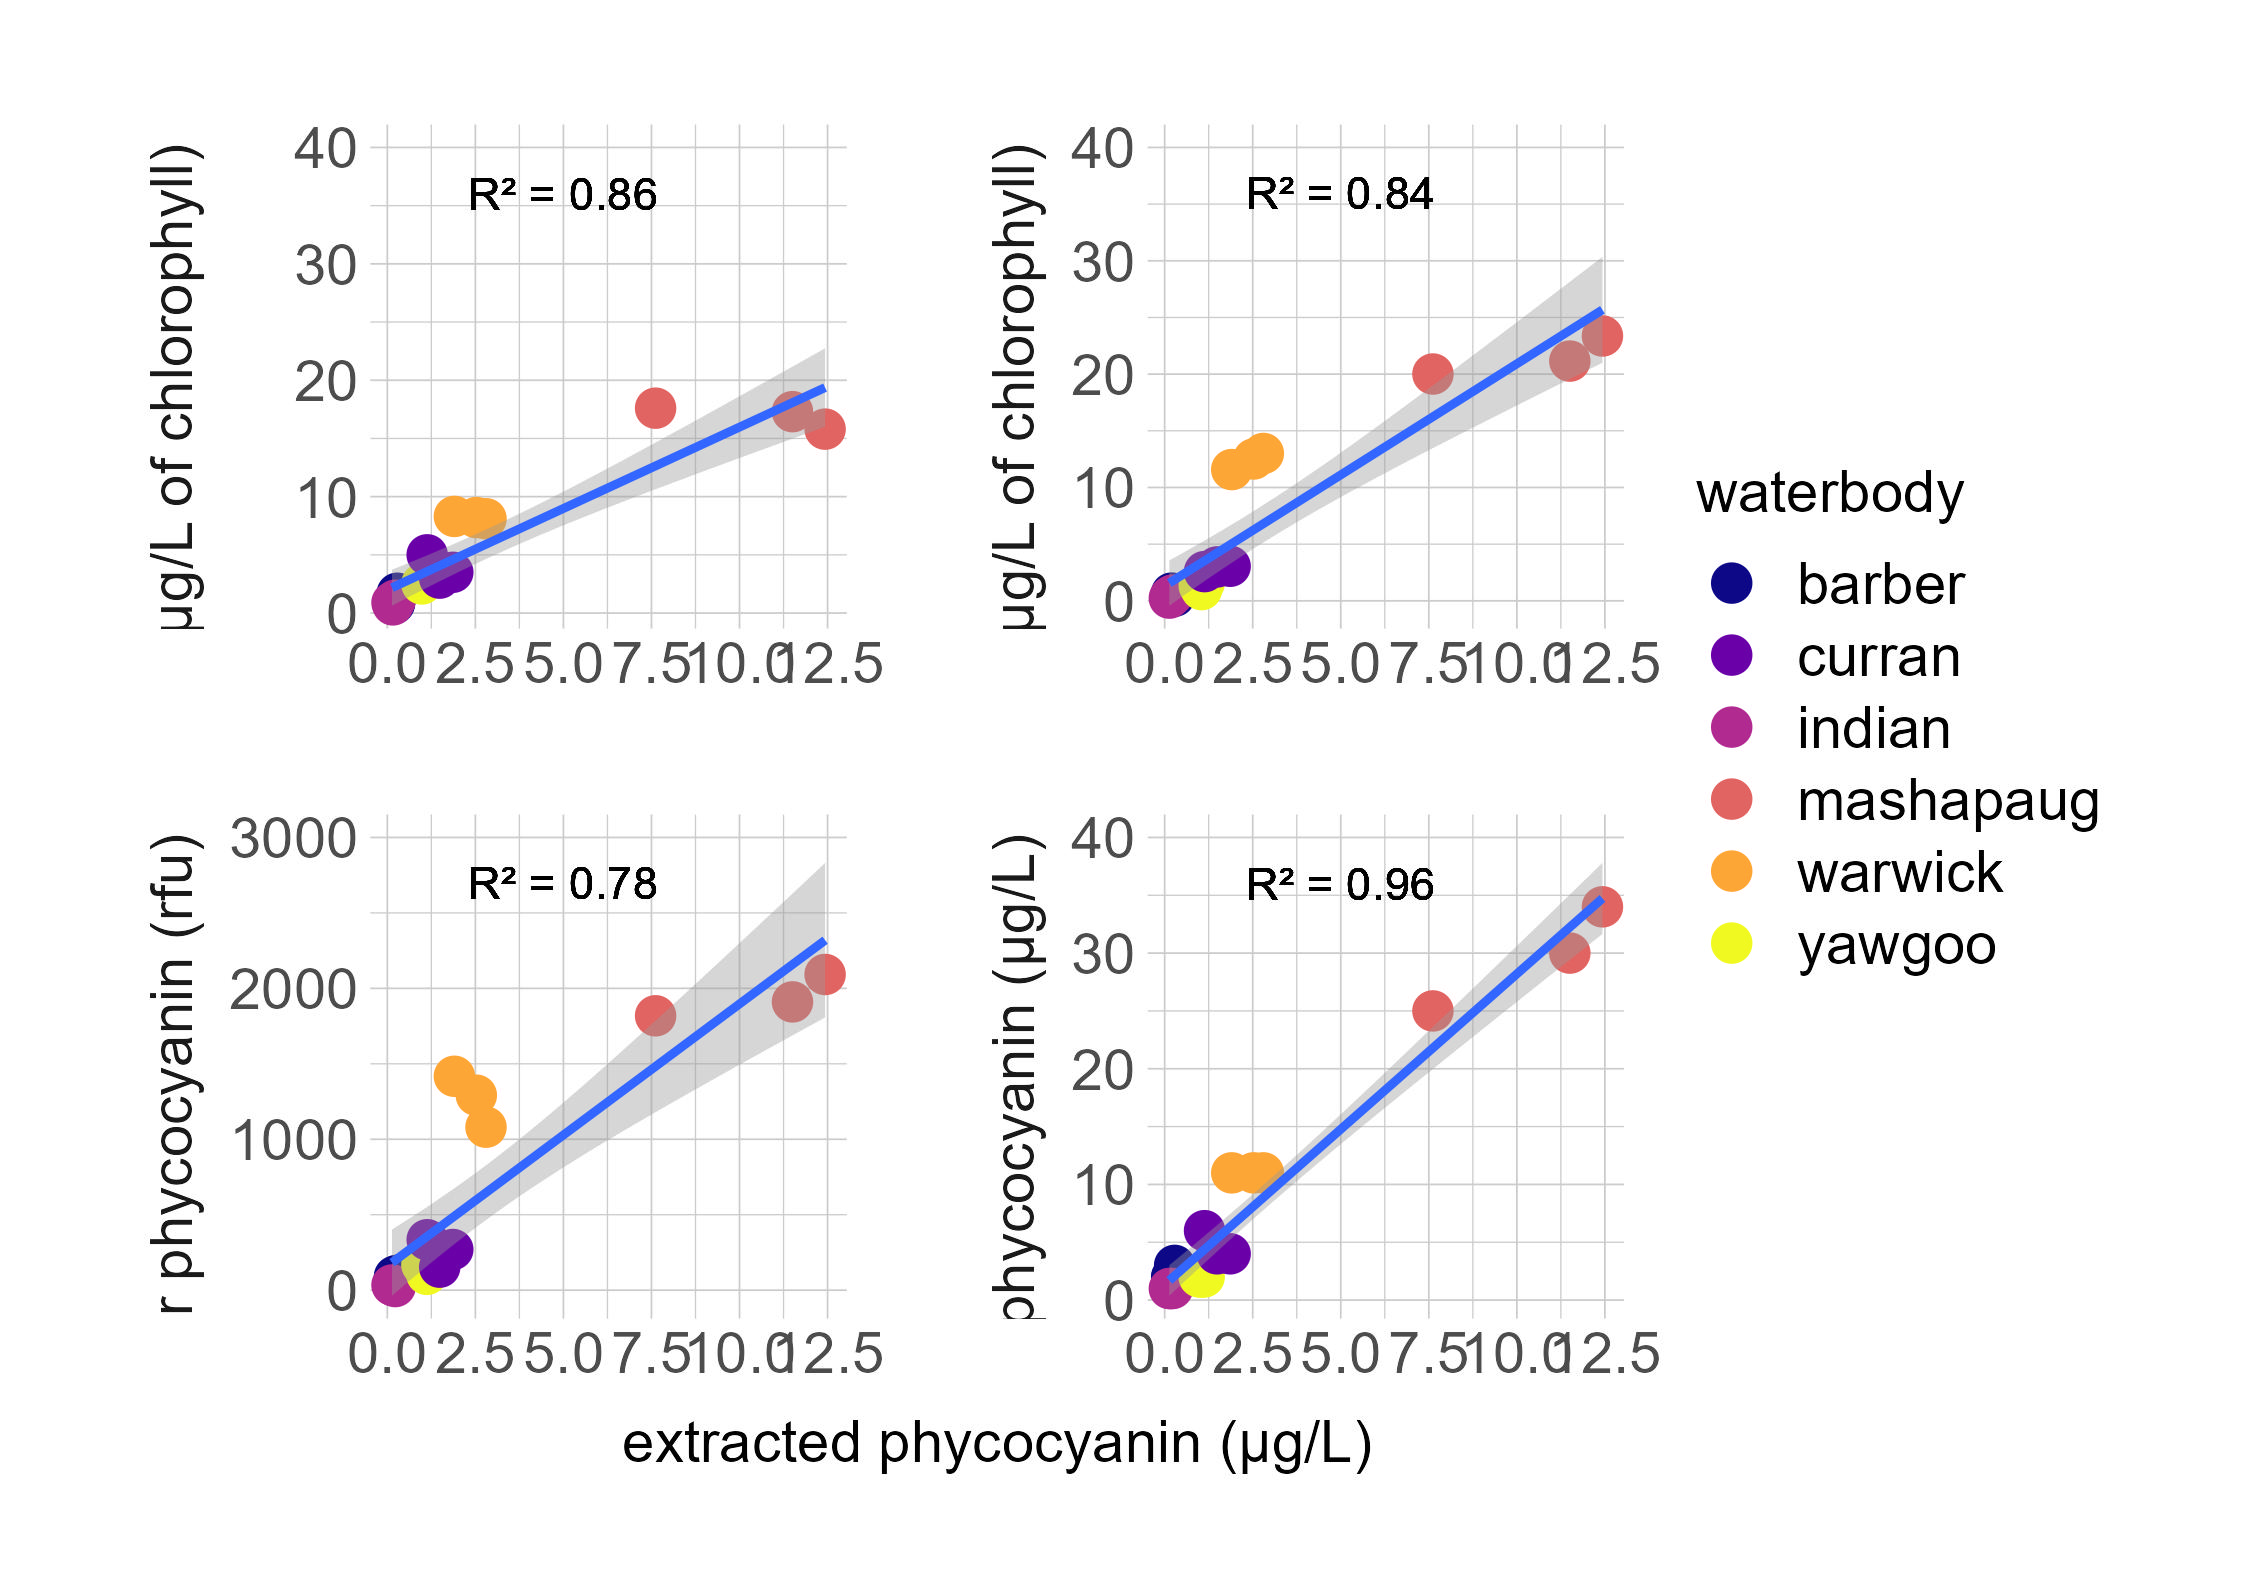 40
30
20
10
0
µg/L of chlorophyll)
R² = 0.86
0.0 2.5 5.0 7.5 10.0 12.5
40
30
20
10
0
µg/L of chlorophyll)
R² = 0.84
0.0 2.5 5.0 7.5 10.0 12.5
3000
2000
1000
0
r phycocyanin (rfu)
R² = 0.78
0.0 2.5 5.0 7.5 10.0 12.5
40
30
20
10
0
phycocyanin (µg/L)
R² = 0.96
0.0 2.5 5.0 7.5 10.0 12.5
extracted phycocyanin (µg/L)
waterbody
barber
curran
indian
mashapaug
warwick
yawgoo